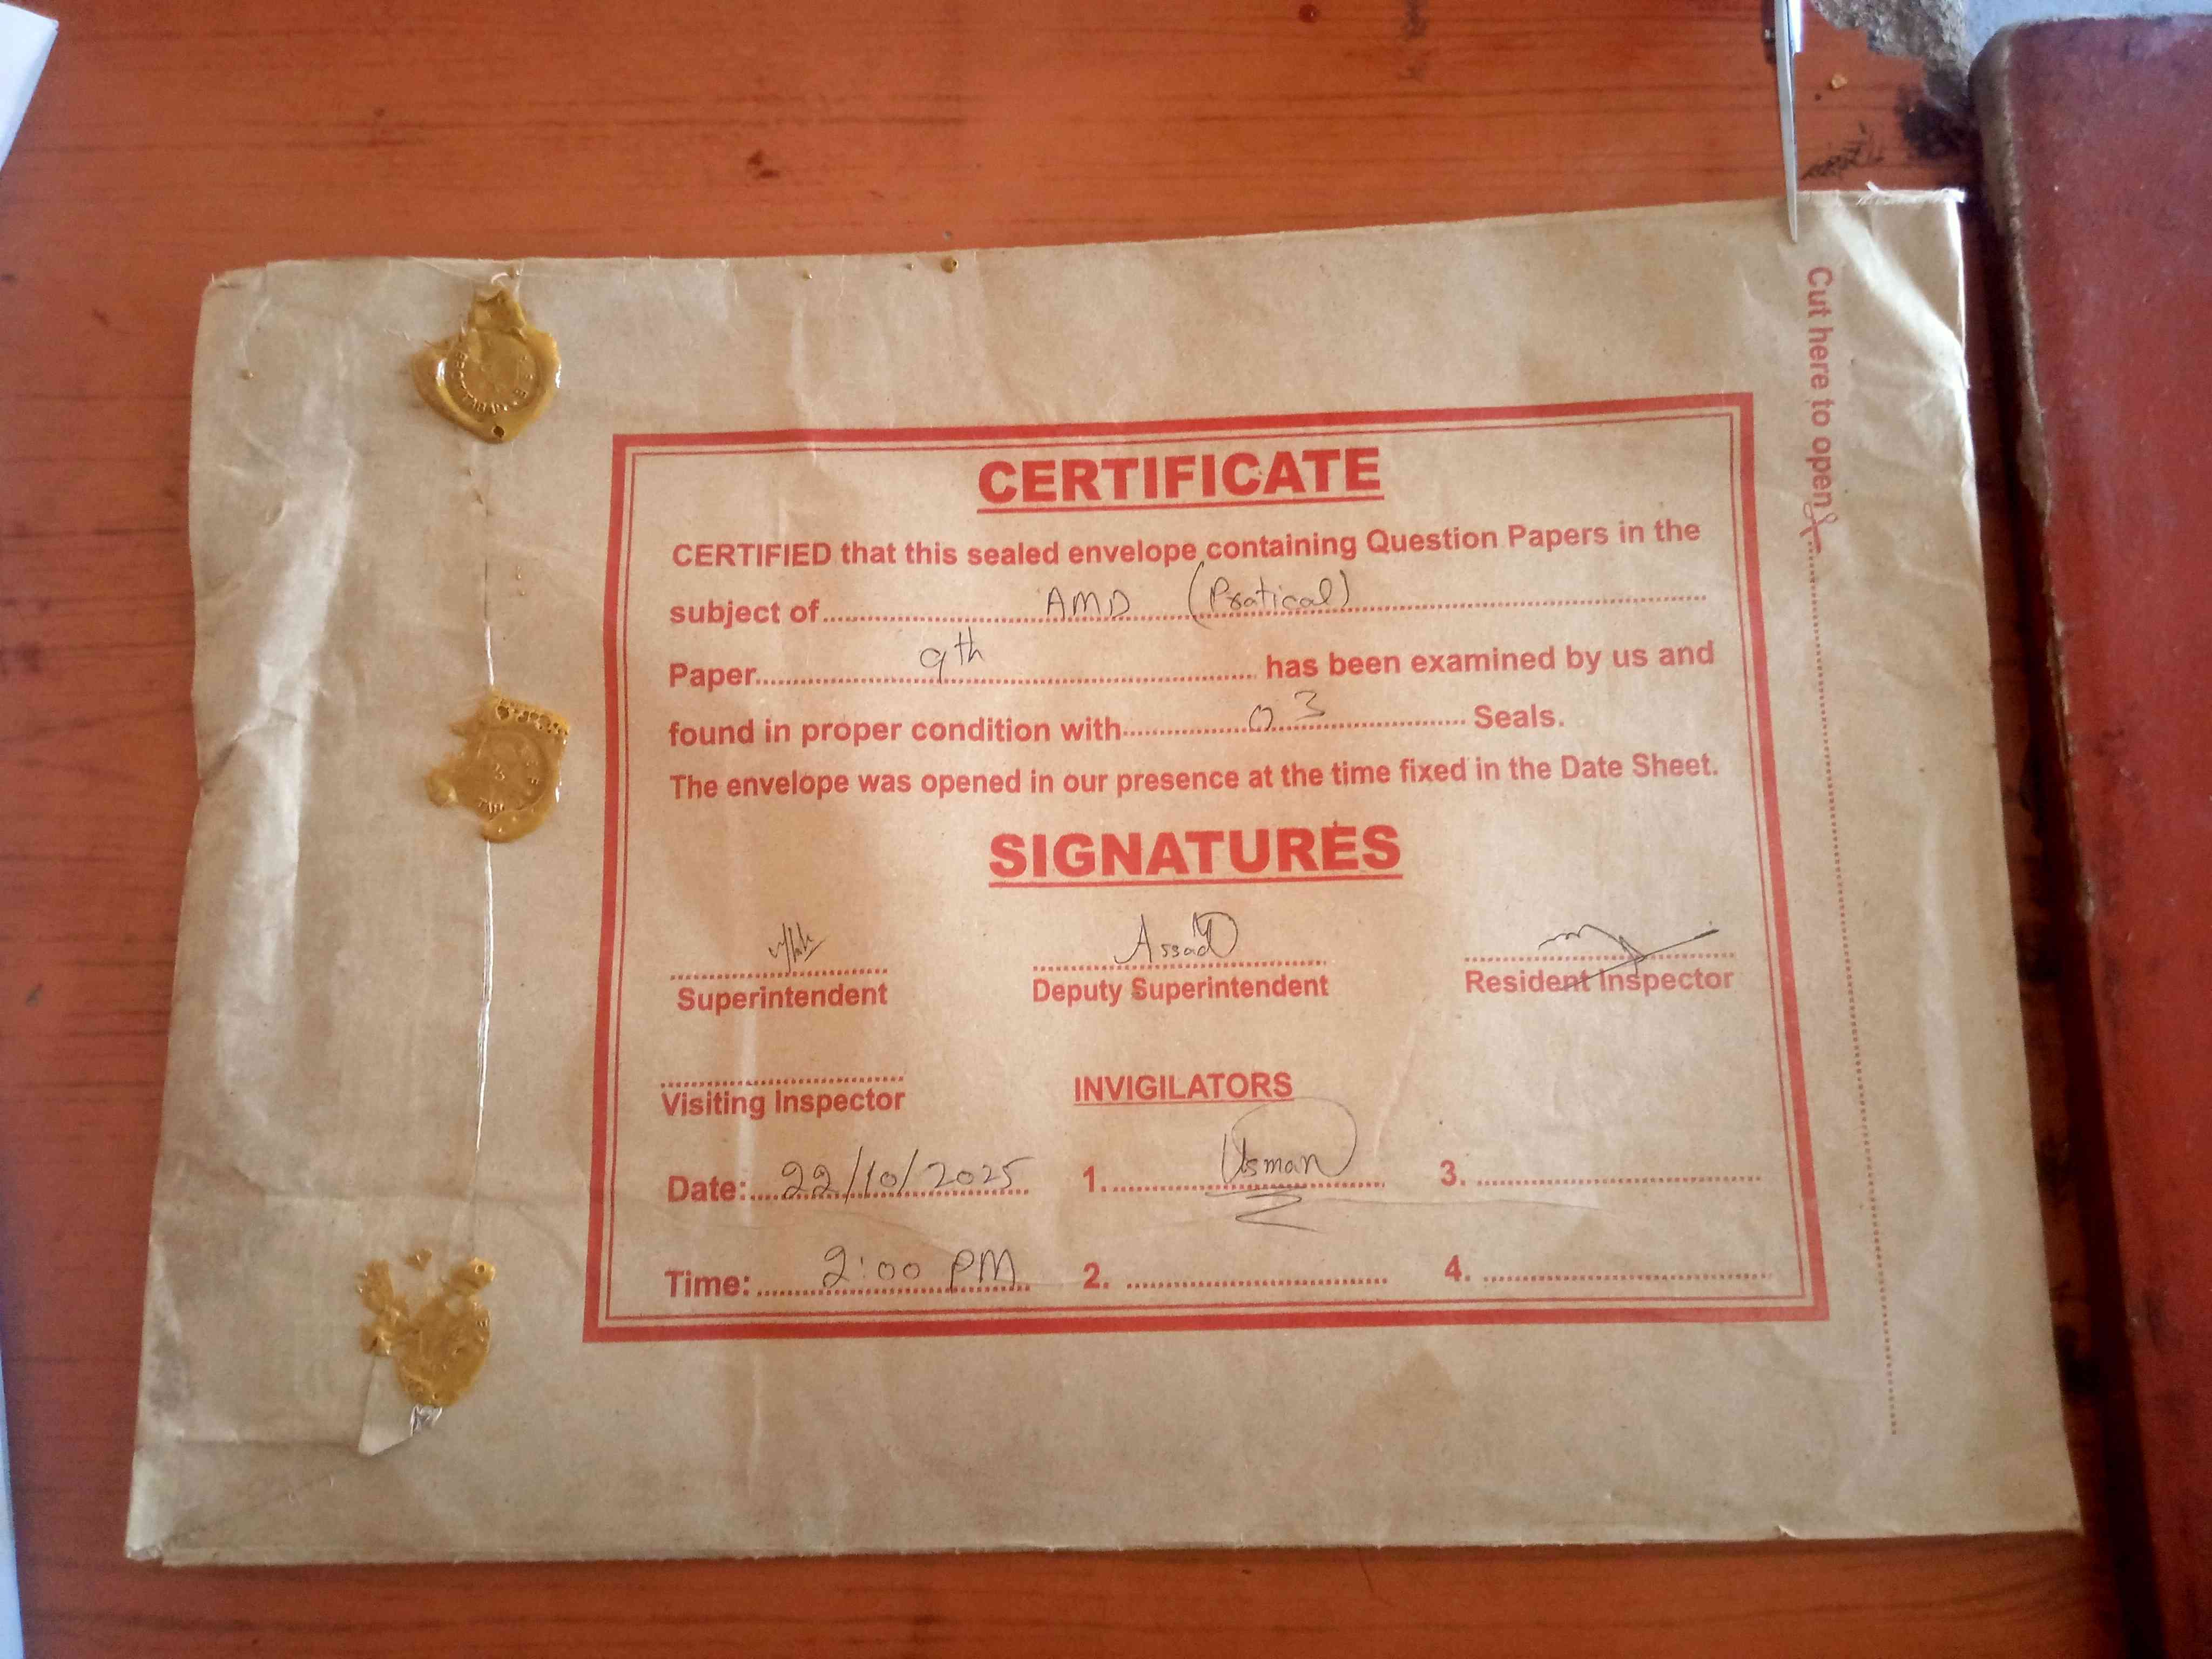 CERTIFICATE
CERTIFIED that this sealed envelope containing Question Papers in the
subject of AMD (Pratical)
Paper 9th has been examined by us and
found in proper condition with 03 Seals.
The envelope was opened in our presence at the time fixed in the Date Sheet.
SIGNATURES
Assad
Superintendent Deputy Superintendent Resident Inspector
Visiting Inspector INVIGILATORS
Date: 22/10/2025 1. Usman 3.
Time: 2:00 PM 2. 4.
Cut here to open